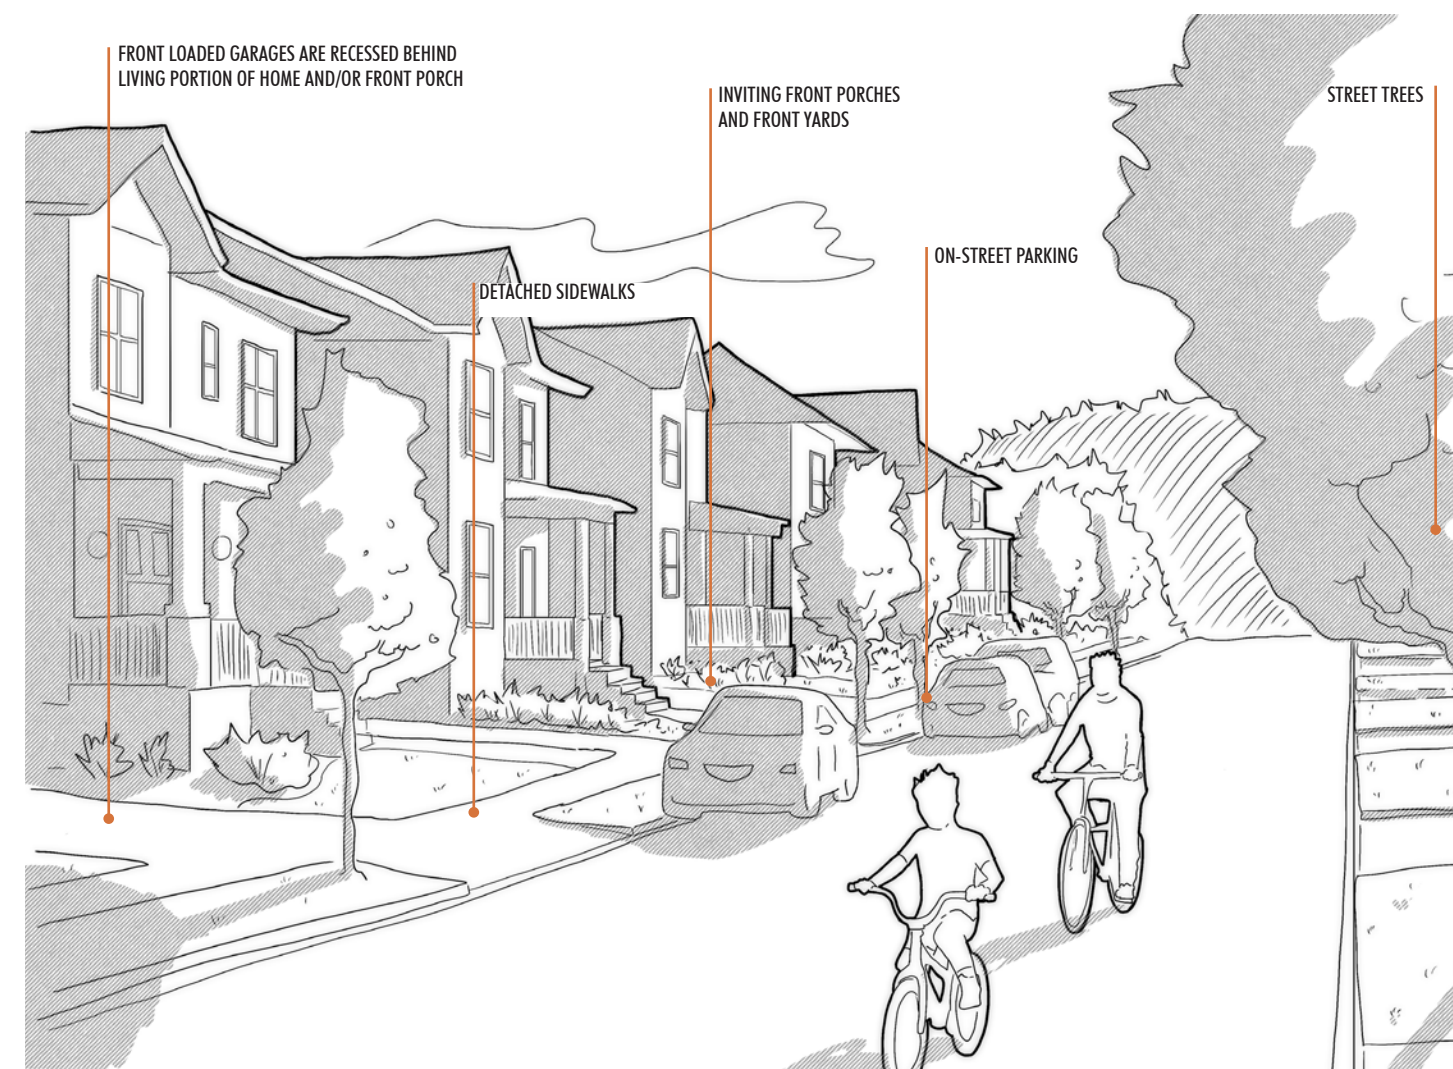 FRONT LOADED GARAGES ARE RECESSED BEHIND
LIVING PORTION OF HOME AND/OR FRONT PORCH
INVITING FRONT PORCHES
AND FRONT YARDS
STREET TREES
ON-STREET PARKING
DETACHED SIDEWALKS